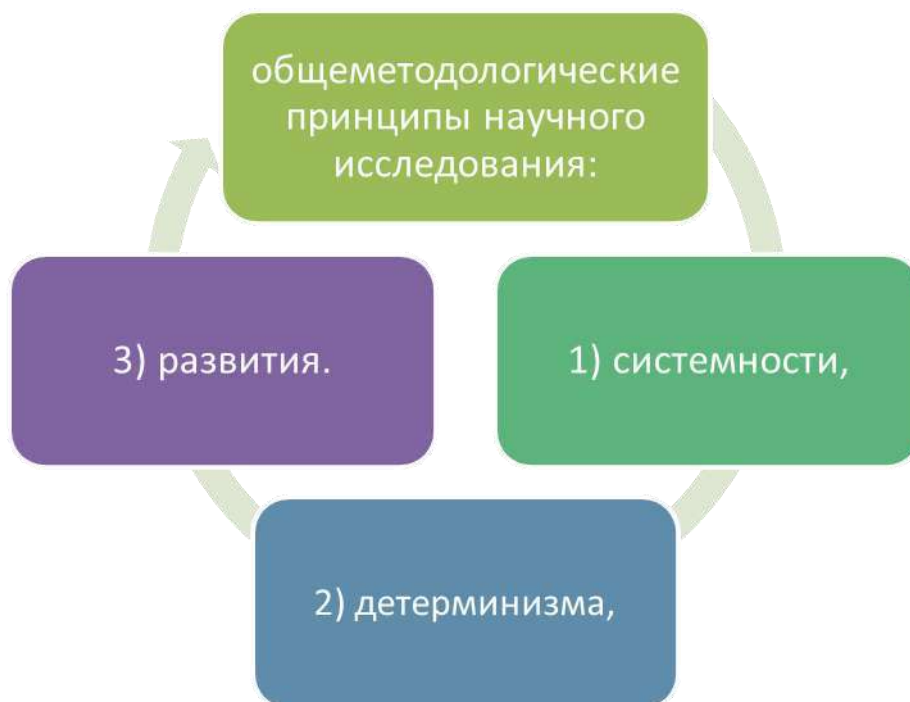 общеметодологические
принципы научного
исследования:
1) системности,
2) детерминизма,
3) развития.